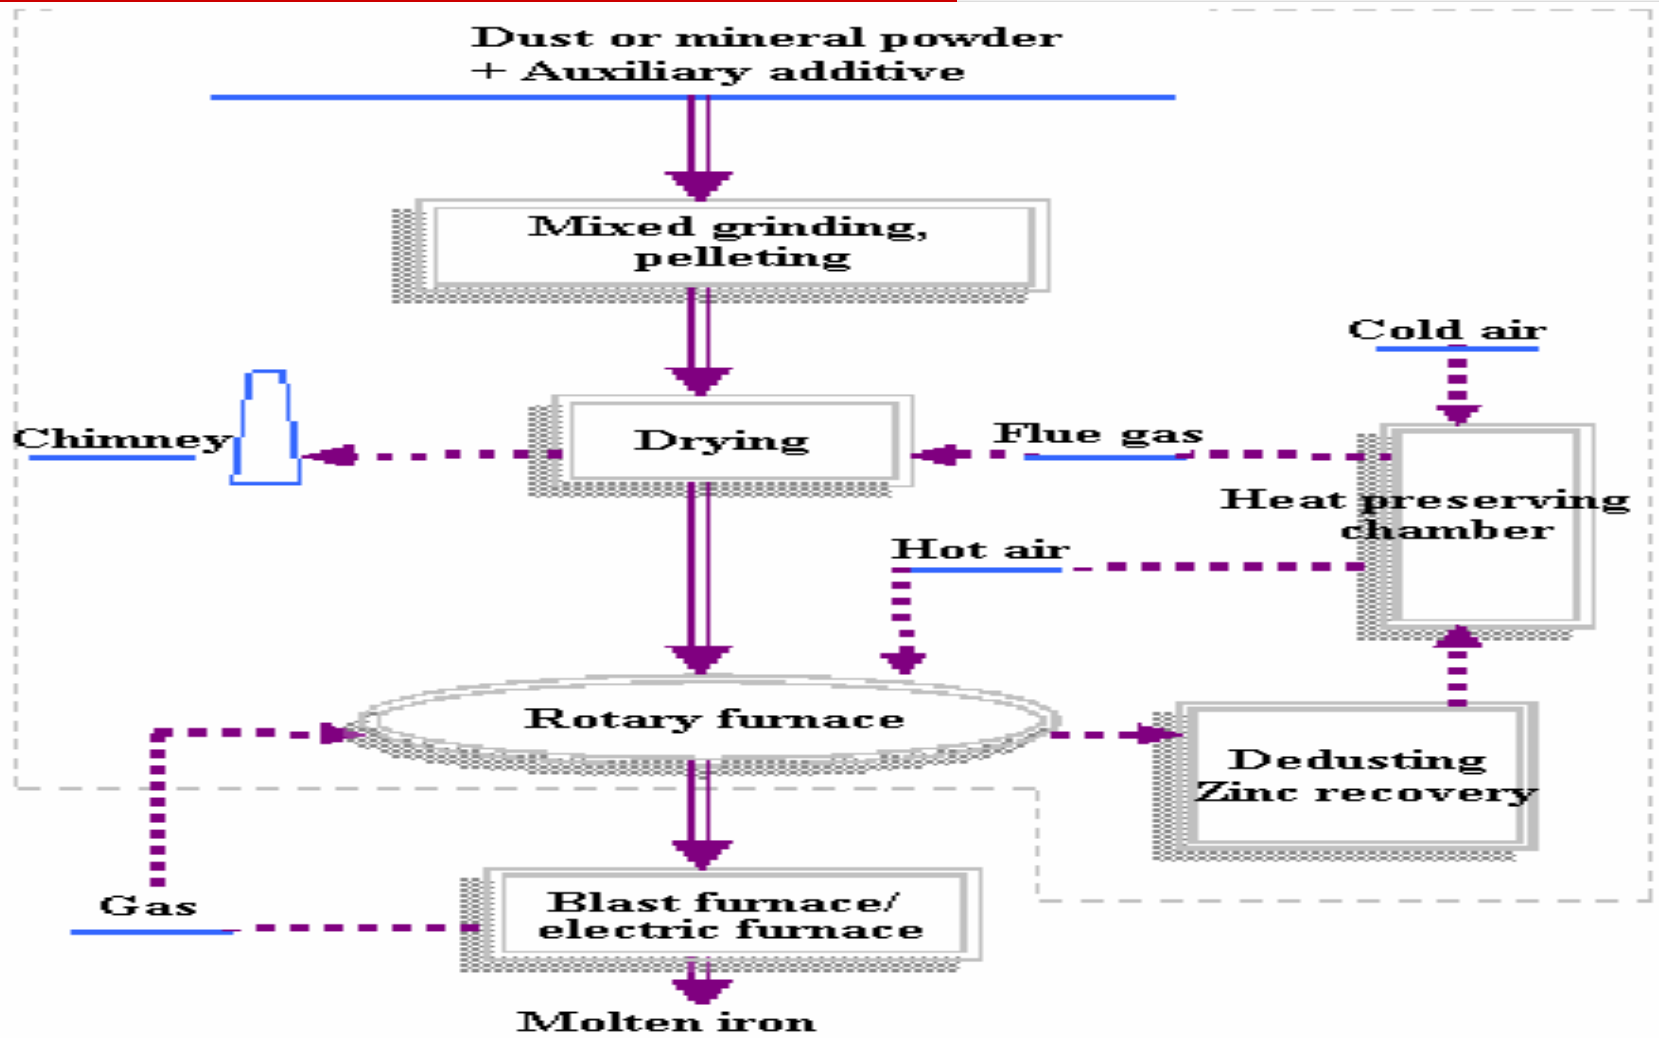 Dust or mineral powder
+ Auxiliary additive
Mixed grinding,
pelleting
Cold air
Chimney
Drying
Flue gas
Heat preserving
chamber
Hot air
Rotary furnace
Dedusting
Zinc recovery
Gas
Blast furnace/
electric furnace
Molten iron